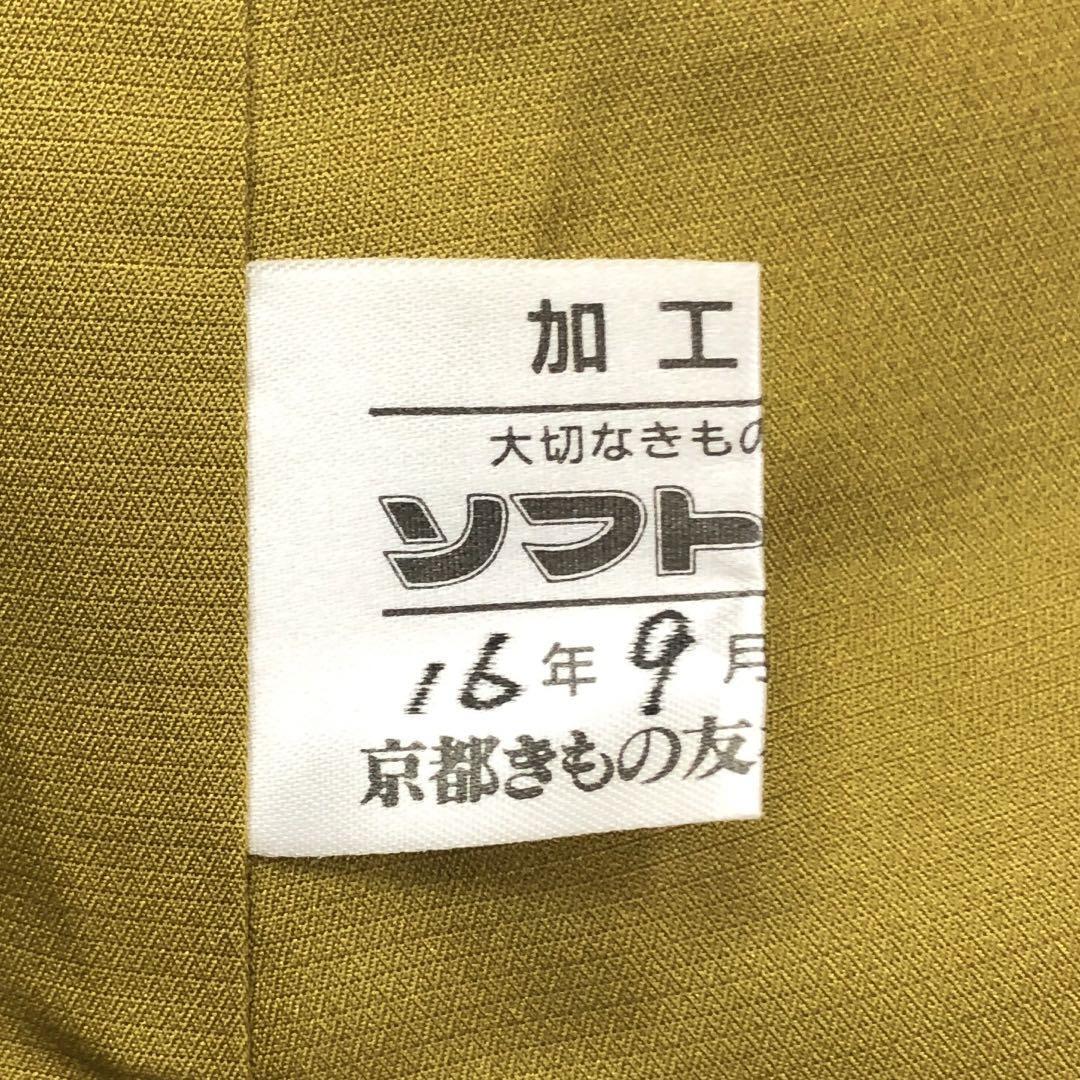 加工
大切なきもの
ソフト
16年9月
京都きもの友